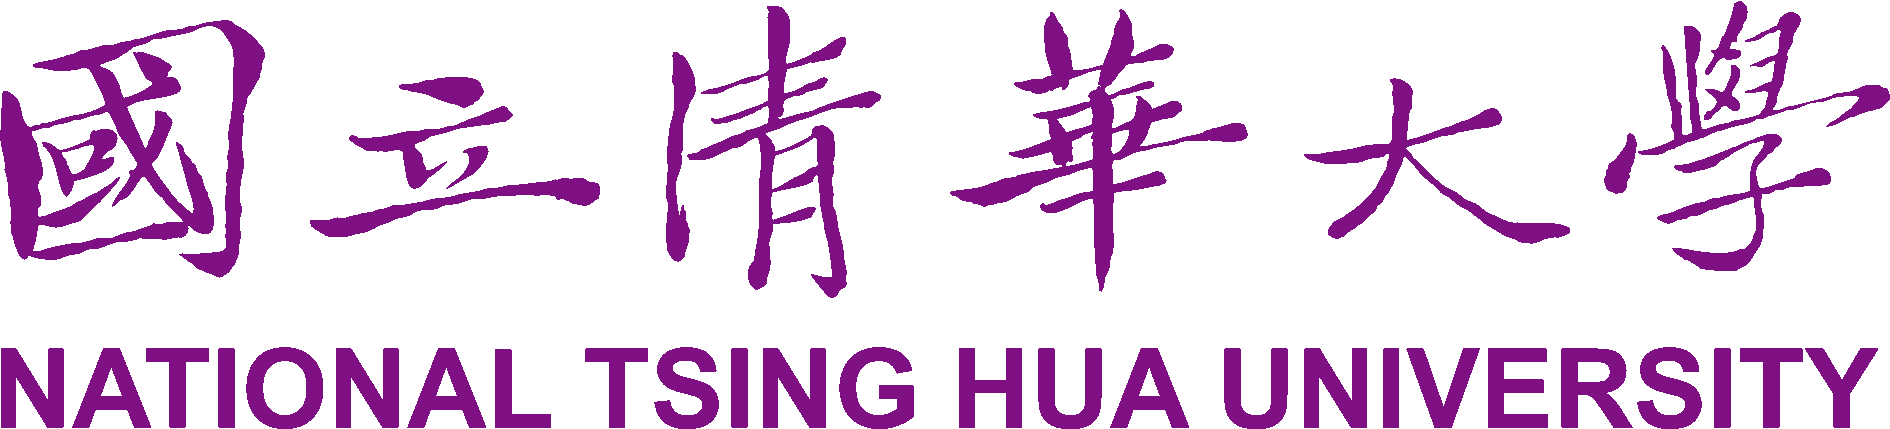 國立清華大學
NATIONAL TSING HUA UNIVERSITY